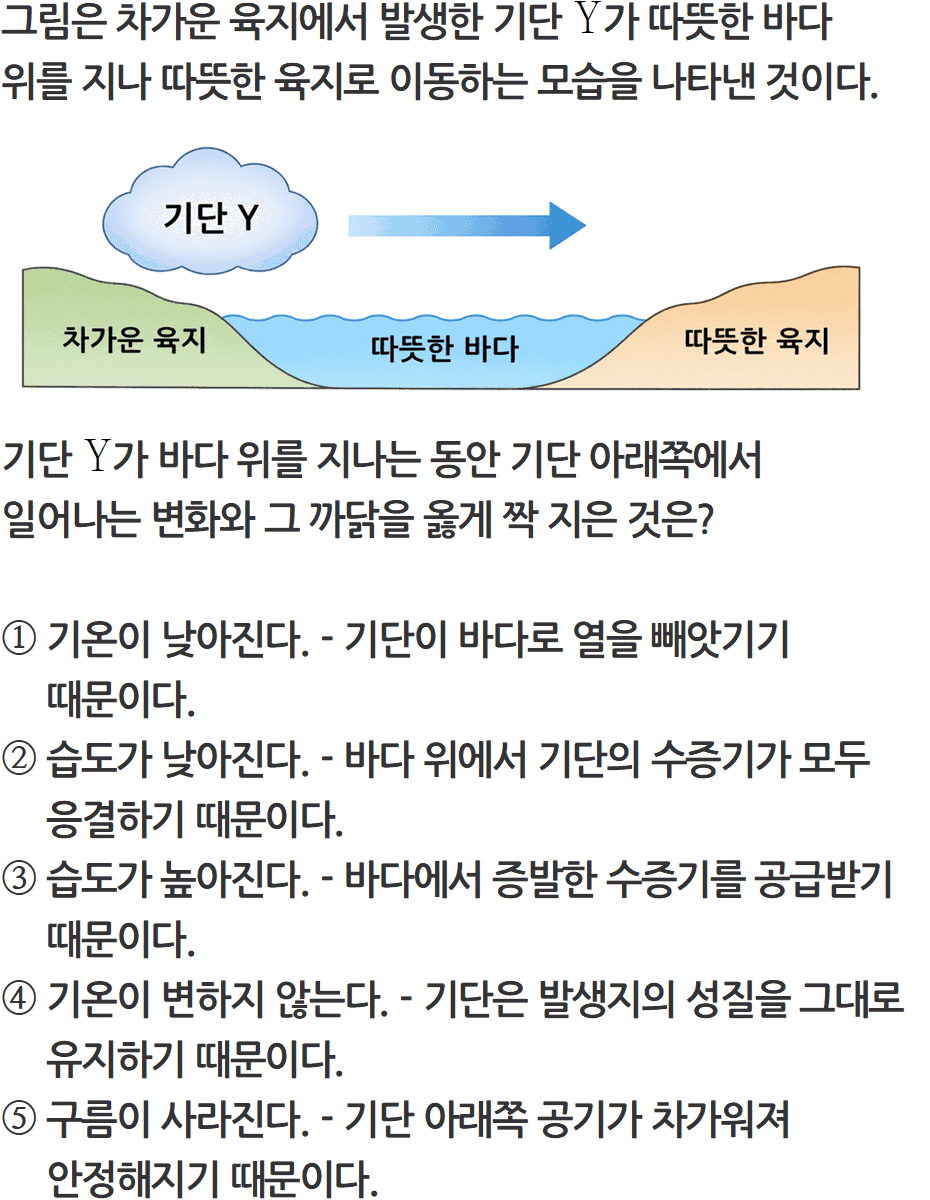 그림은 차가운 육지에서 발생한 기단 Y가 따뜻한 바다
위를 지나 따뜻한 육지로 이동하는 모습을 나타낸 것이다.
기단 Y
차가운 육지
따뜻한 바다
따뜻한 육지
기단 Y가 바다 위를 지나는 동안 기단 아래쪽에서
일어나는 변화와 그 까닭을 옳게 짝 지은 것은?
① 기온이 낮아진다. - 기단이 바다로 열을 빼앗기기
때문이다.
② 습도가 낮아진다. - 바다 위에서 기단의 수증기가 모두
응결하기 때문이다.
③ 습도가 높아진다. - 바다에서 증발한 수증기를 공급받기
때문이다.
④ 기온이 변하지 않는다. - 기단은 발생지의 성질을 그대로
유지하기 때문이다.
⑤ 구름이 사라진다. - 기단 아래쪽 공기가 차가워져
안정해지기 때문이다.